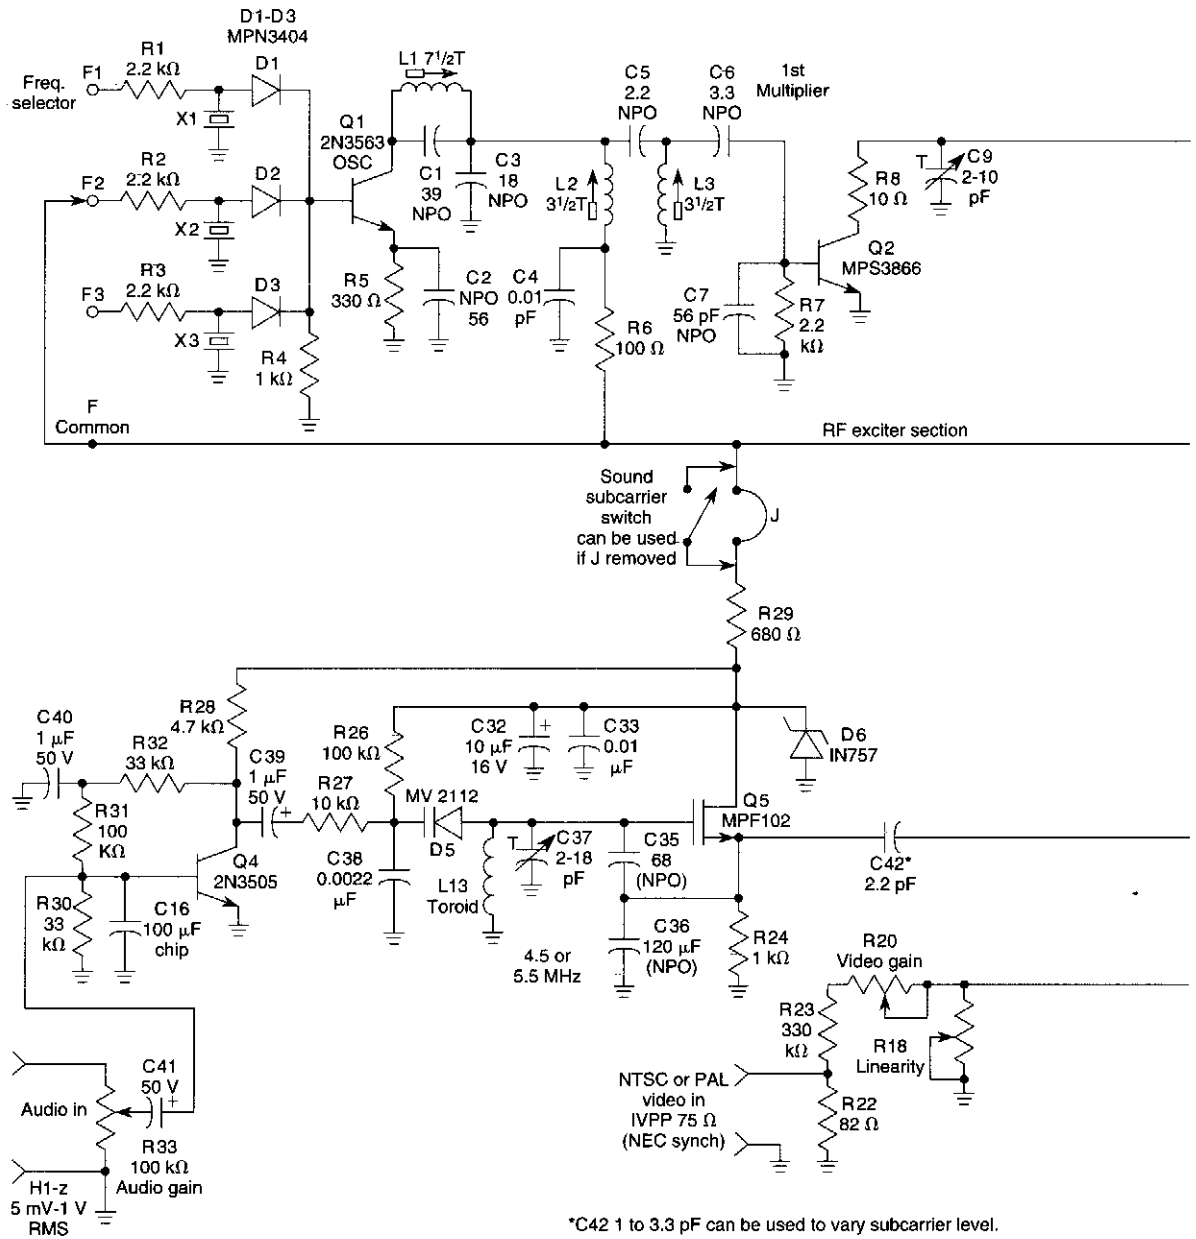 D1-D3
MPN3404
Freq.
selector
F1
R1
2.2 kΩ
D1
X1
L1 7 1/2T
Q1
2N3563
OSC
C1
39
NPO
C3
18
NPO
C5
2.2
NPO
C6
3.3
NPO
1st
Multiplier
R8
10 Ω
T
C9
2-10
pF
F2
R2
2.2 kΩ
D2
X2
L2
3 1/2T
L3
3 1/2T
Q2
MPS3866
F3
R3
2.2 kΩ
D3
X3
R4
1 kΩ
R5
330 Ω
C2
NPO
56
C4
0.01
pF
R6
100 Ω
C7
56 pF
NPO
R7
2.2
kΩ
F
Common
RF exciter section
Sound
subcarrier
switch
can be used
if J removed
J
R29
680 Ω
C40
1 µF
50 V
R32
33 kΩ
R28
4.7 kΩ
C39
1 µF
50 V
+
R26
100 kΩ
R27
10 kΩ
C32
10 µF
16 V
+
C33
0.01
µF
D6
IN757
MV 2112
D5
Q5
MPF102
R31
100
KΩ
Q4
2N3505
C38
0.0022
µF
L13
Toroid
T
C37
2-18
pF
C35
68
(NPO)
C42*
2.2 pF
R30
33
kΩ
C16
100 µF
chip
4.5 or
5.5 MHz
C36
120 µF
(NPO)
R24
1 kΩ
R20
Video gain
R23
330
kΩ
R18
Linearity
Audio in
C41
50 V
+
R33
100 kΩ
Audio gain
H1-z
5 mV-1 V
RMS
NTSC or PAL
video in
IVPP 75 Ω
(NEC synch)
R22
82 Ω
*C42 1 to 3.3 pF can be used to vary subcarrier level.